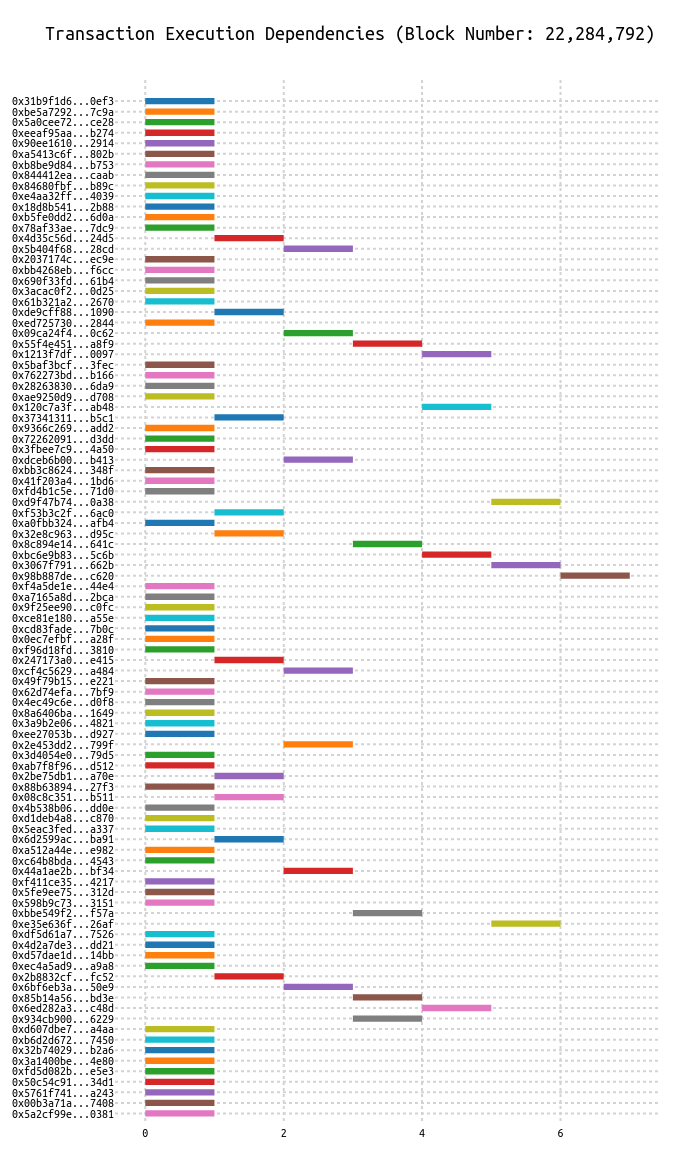 Transaction Execution Dependencies (Block Number: 22,284,792)
0x31b9f1d6...0ef3
0xbe5a7292...7c9a
0x5a0cee72...ce28
0xeeaf95aa...b274
0x90ee1610...2914
0xa5413c6f...802b
0xb8be9d84...b753
0x844412ea...caab
0x84680fbf...b89c
0xe4aa32ff...4039
0x18d8b541...2b88
0xb5fe0dd2...6d0a
0x78af33ae...7dc9
0x4d35c56d...24d5
0x5b404f68...28cd
0x2037174c...ec9e
0xbb4268eb...f6cc
0x690f33fd...61b4
0x3acac0f2...0d25
0x61b321a2...2670
0xde9cff88...1090
0xed725730...2844
0x09ca24f4...0c62
0x55f4e451...a8f9
0x1213f7df...0097
0x5baf3bcf...3fec
0x762273bd...b166
0x28263830...6da9
0xae9250d9...d708
0x120c7a3f...ab48
0x37341311...b5c1
0x9366c269...add2
0x72262091...d3dd
0x3fbee7c9...4a50
0xdceb6b00...b413
0xbb3c8624...348f
0x41f203a4...1bd6
0xfd4b1c5e...71d0
0xd9f47b74...0a38
0xf53b3c2f...6ac0
0xa0fbb324...afb4
0x32e8c963...d95c
0x8c894e14...641c
0xbc6e9b83...5c6b
0x3067f791...662b
0x98b887de...c620
0xf4a5de1e...44e4
0xa7165a8d...2bca
0x9f25ee90...c0fc
0xce81e180...a55e
0xcd83fade...7b0c
0x0ec7efbf...a28f
0xf96d18fd...3810
0x247173a0...e415
0xcf4c5629...a484
0x49f79b15...e221
0x62d74efa...7bf9
0x4ec49c6e...d0f8
0x8a6406ba...1649
0x3a9b2e06...4821
0xee27053b...d927
0x2e453dd2...799f
0x3d4054e0...79d5
0xab7f8f96...d512
0x2be75db1...a70e
0x88b63894...27f3
0x08c8c351...b511
0x4b538b06...dd0e
0xd1deb4a8...c870
0x5eac3fed...a337
0x6d2599ac...ba91
0xa512a44e...e982
0xc64b8bda...4543
0x44a1ae2b...bf34
0xf411ce35...4217
0x5fe9ee75...312d
0x598b9c73...3151
0xbbe549f2...f57a
0xe35e636f...26af
0xdf5d61a7...7526
0x4d2a7de3...dd21
0xd57dae1d...14bb
0xec4a5ad9...a9a8
0x2b8832cf...fc52
0x6bf6eb3a...50e9
0x85b14a56...bd3e
0x6ed282a3...c48d
0x934cb900...6229
0xd607dbe7...a4aa
0xb6d2d672...7450
0x32b74029...b2a6
0x3a1400be...4e80
0xfd5d082b...e5e3
0x50c54c91...34d1
0x5761f741...a243
0x00b3a71a...7408
0x5a2cf99e...0381
0 2 4 6